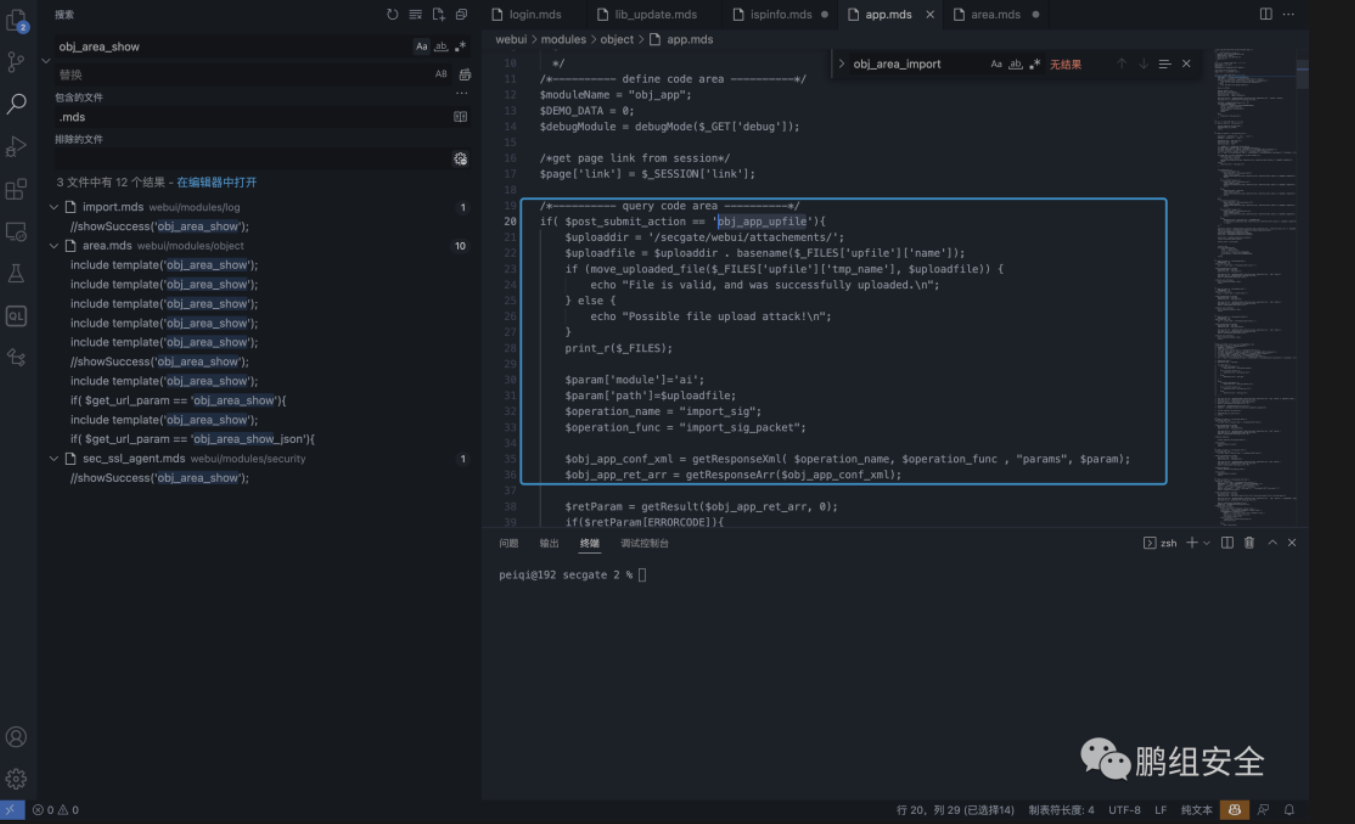 2
搜索
obj_area_show
Aa ab .*
替换
AB
包含的文件
...
.mds
排除的文件
3 文件中有 12 个结果 - 在编辑器中打开
import.mds webui/modules/log 1
//showSuccess('obj_area_show');
area.mds webui/modules/object 10
include template('obj_area_show');
include template('obj_area_show');
include template('obj_area_show');
include template('obj_area_show');
include template('obj_area_show');
//showSuccess('obj_area_show');
include template('obj_area_show');
if( $get_url_param == 'obj_area_show'){
include template('obj_area_show');
if( $get_url_param == 'obj_area_show_json'){
sec_ssl_agent.mds webui/modules/security 1
//showSuccess('obj_area_show');
QL
login.mds lib_update.mds ispinfo.mds app.mds area.mds
webui > modules > object > app.mds
obj_area_import Aa ab .* 无结果
10 */
11 /*---------- define code area ----------*/
12 $moduleName = "obj_app";
13 $DEMO_DATA = 0;
14 $debugModule = debugMode($_GET['debug']);
15
16 /*get page link from session*/
17 $page['link'] = $_SESSION['link'];
18
19 /*---------- query code area ----------*/
20 if( $post_submit_action == 'obj_app_upfile'){
21 $uploaddir = '/secgate/webui/attachements/';
22 $uploadfile = $uploaddir . basename($_FILES['upfile']['name']);
23 if (move_uploaded_file($_FILES['upfile']['tmp_name'], $uploadfile)) {
24 echo "File is valid, and was successfully uploaded.\n";
25 } else {
26 echo "Possible file upload attack!\n";
27 }
28 print_r($_FILES);
29
30 $param['module']='ai';
31 $param['path']=$uploadfile;
32 $operation_name = "import_sig";
33 $operation_func = "import_sig_packet";
34
35 $obj_app_conf_xml = getResponseXml( $operation_name, $operation_func , "params", $param);
36 $obj_app_ret_arr = getResponseArr($obj_app_conf_xml);
37
38 $retParam = getResult($obj_app_ret_arr, 0);
39 if($retParam[ERRORCODE]){
问题 输出 终端 调试控制台 zsh
peiqi@192 secgate 2 %
鹏组安全
0 0 行 20，列 29 (已选择14) 制表符长度: 4 UTF-8 LF 纯文本